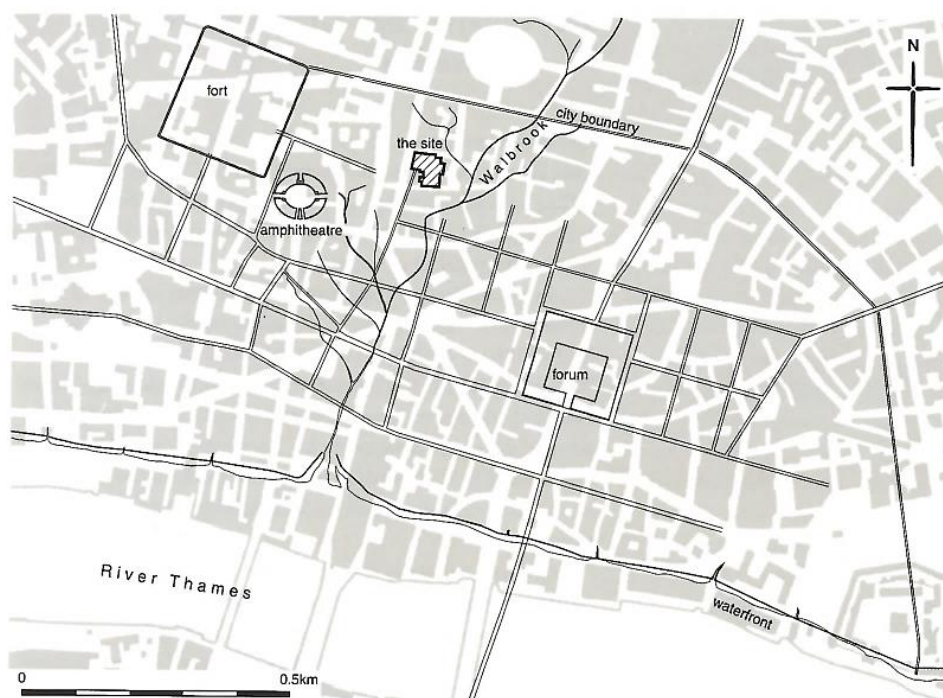 N
fort
city boundary
the site
Walbrook
amphitheatre
forum
River Thames
waterfront
0 0.5km